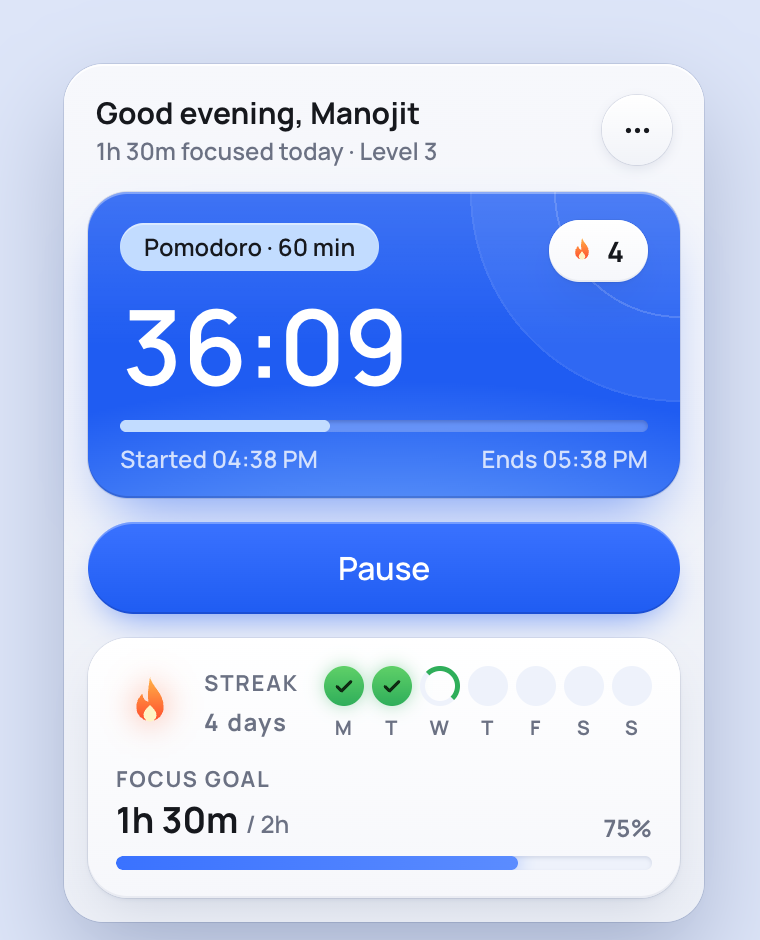 Good evening, Manojit
1h 30m focused today · Level 3
Pomodoro · 60 min
4
36:09
Started 04:38 PM
Ends 05:38 PM
Pause
STREAK
4 days
M T W T F S S
FOCUS GOAL
1h 30m / 2h
75%